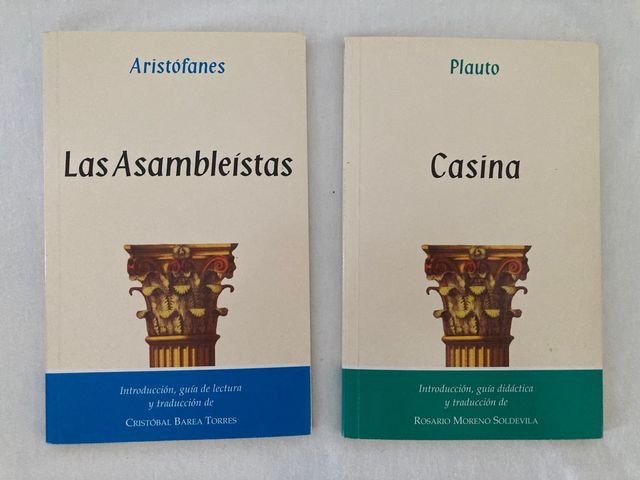 Aristófanes
Las Asambleístas
Introducción, guía de lectura
y traducción de
CRISTÓBAL BAREA TORRES
Plauto
Casina
Introducción, guía didáctica
y traducción de
ROSARIO MORENO SOLDEVILA